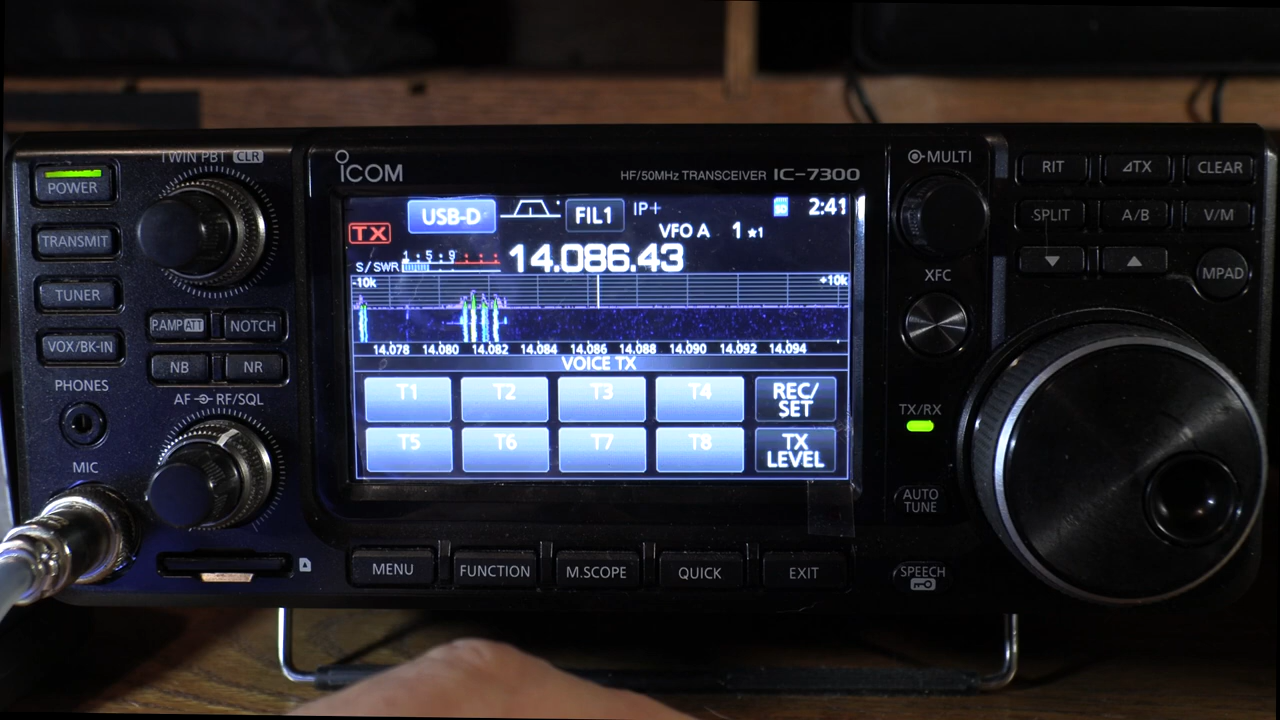 TWIN PBT CLR
POWER
TRANSMIT
TUNER
VOX/BK-IN
P.AMP ATT
NOTCH
NB
NR
PHONES
AF RF/SQL
MIC
ICOM
HF/50MHz TRANSCEIVER IC-7300
USB-D
FIL1
IP+
2:41
TX
VFO A
1
★1
S/SWR
1 5 9
14.086.43
-10k
+10k
14.078 14.080 14.082 14.084 14.086 14.088 14.090 14.092 14.094
VOICE TX
T1 T2 T3 T4 REC/
SET
T5 T6 T7 T8 TX
LEVEL
MENU
FUNCTION
M.SCOPE
QUICK
EXIT
MULTI
XFC
TX/RX
AUTO
TUNE
SPEECH
RIT
⊿TX
CLEAR
SPLIT
A/B
V/M
MPAD